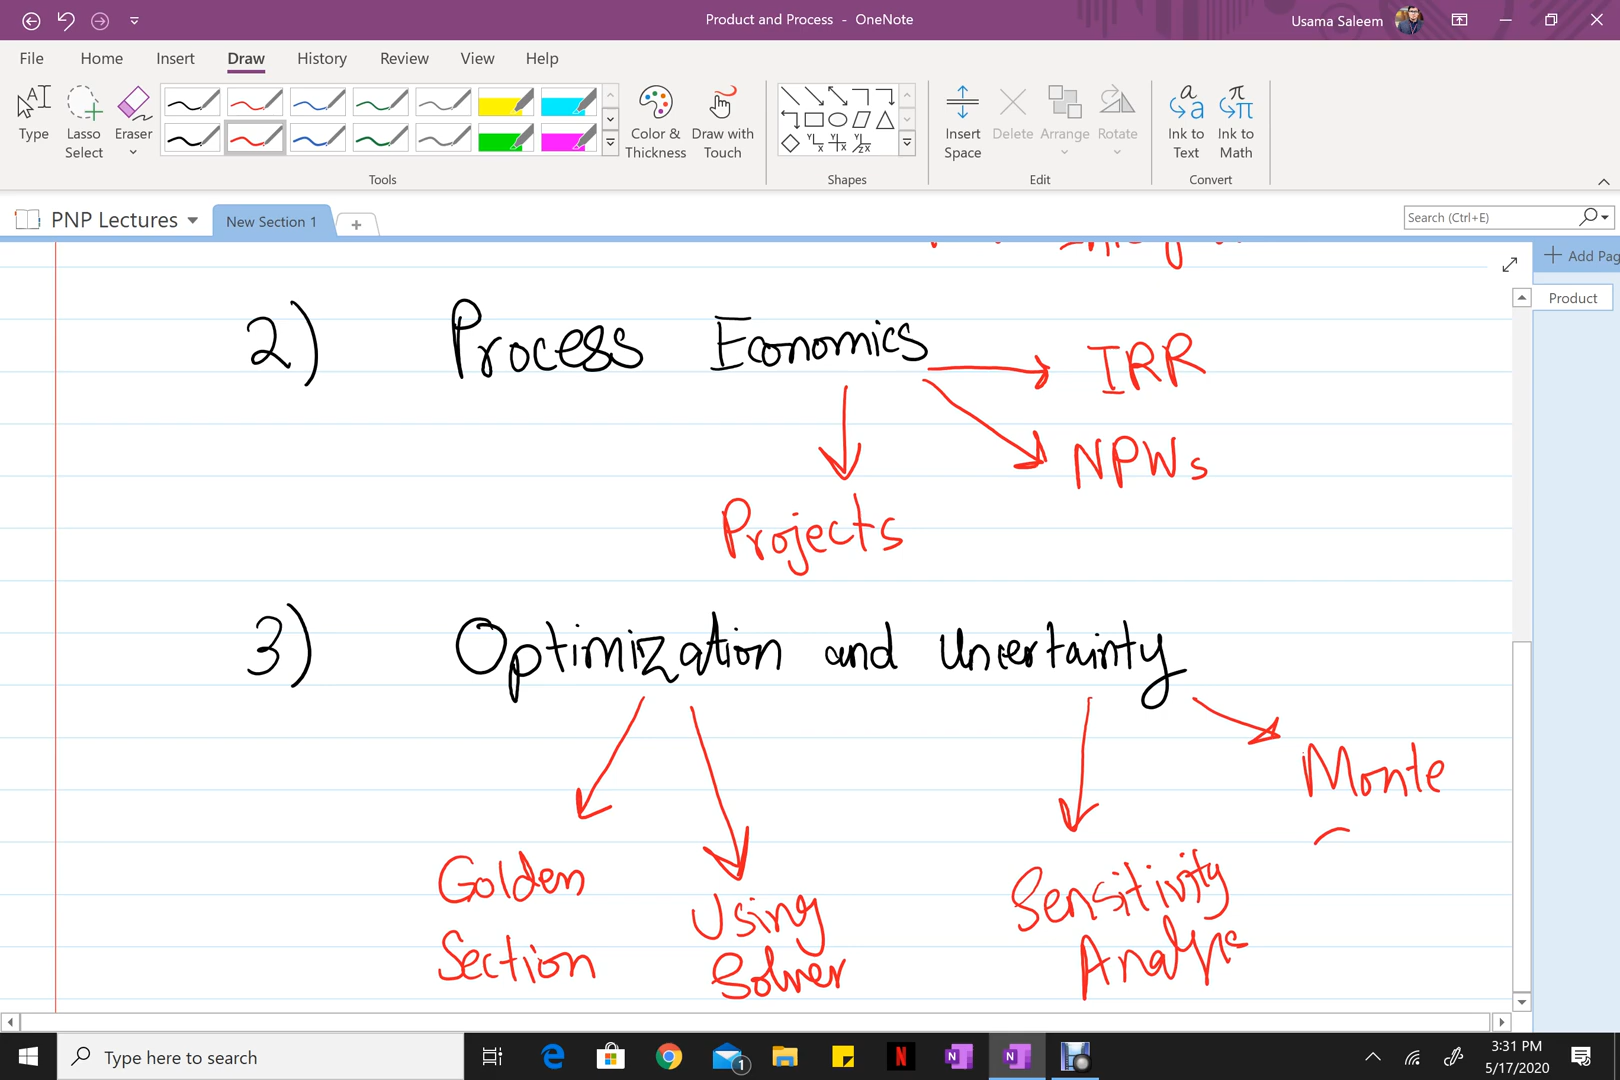 Product and Process - OneNote
Usama Saleem
File Home Insert Draw History Review View Help
Type
Lasso Select
Eraser
Color & Thickness
Draw with Touch
Insert Space
Delete
Arrange
Rotate
Ink to Text
Ink to Math
Tools
Shapes
Edit
Convert
PNP Lectures
New Section 1
Search (Ctrl+E)
Add Pag
Product
2) Process Economics
IRR
NPWs
Projects
3) Optimization and Uncertainty
Monte
Golden
Section
Using
Solver
Sensitivity
Type here to search
1
3:31 PM
5/17/2020